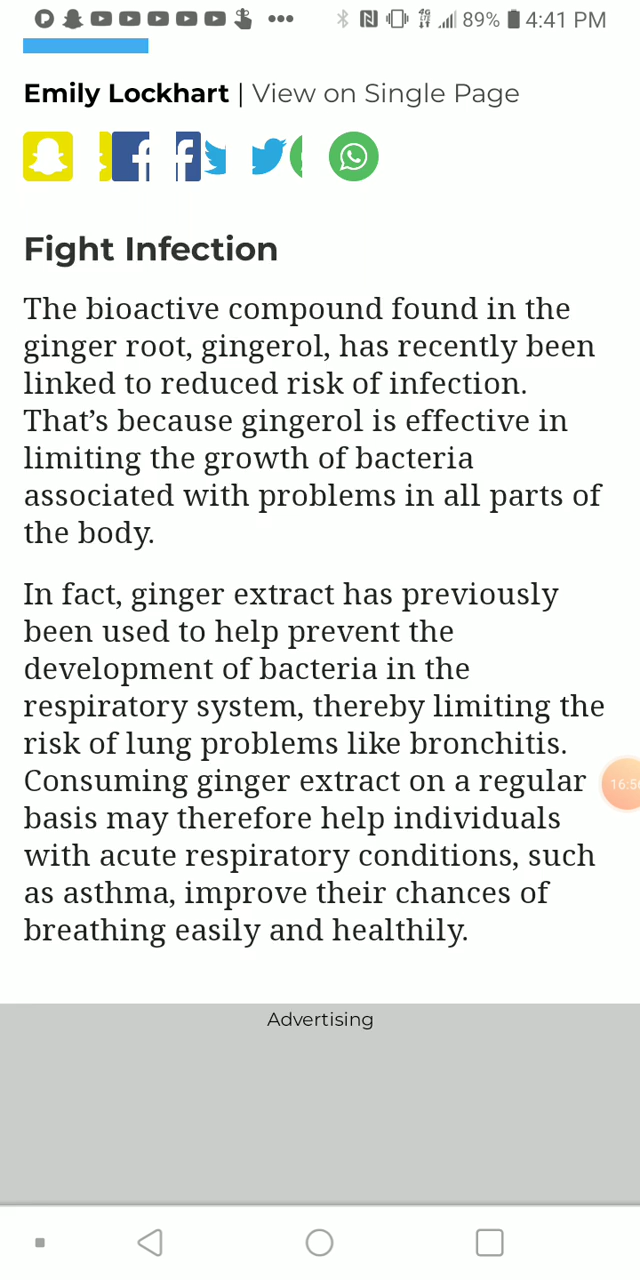 89% 4:41 PM
Emily Lockhart | View on Single Page
Fight Infection
The bioactive compound found in the
ginger root, gingerol, has recently been
linked to reduced risk of infection.
That’s because gingerol is effective in
limiting the growth of bacteria
associated with problems in all parts of
the body.
In fact, ginger extract has previously
been used to help prevent the
development of bacteria in the
respiratory system, thereby limiting the
risk of lung problems like bronchitis.
Consuming ginger extract on a regular
basis may therefore help individuals
with acute respiratory conditions, such
as asthma, improve their chances of
breathing easily and healthily.
Advertising